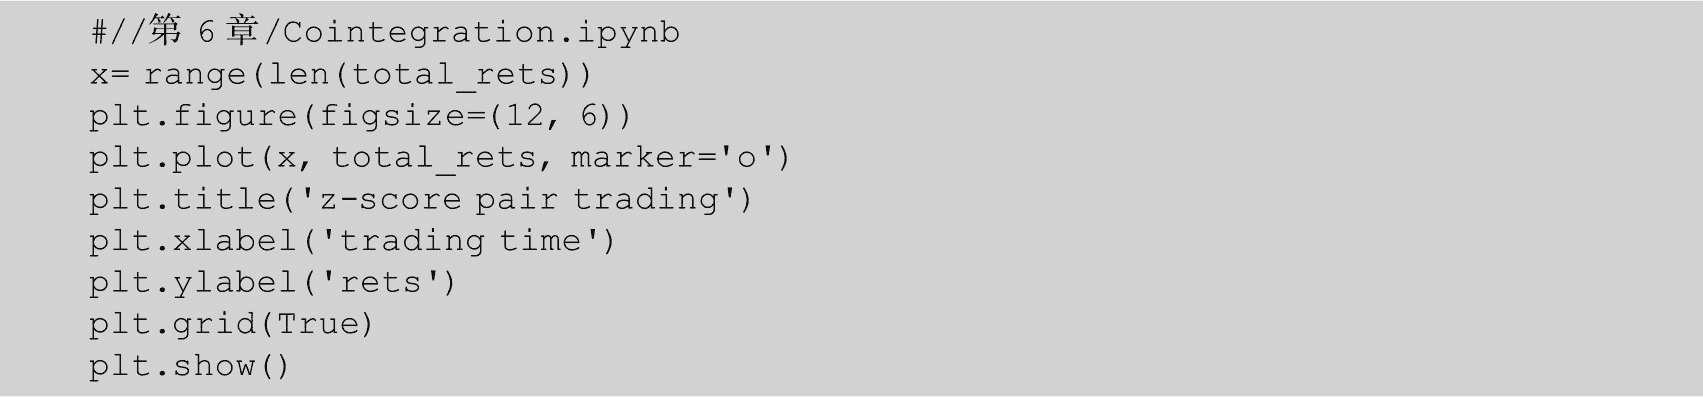 #//第 6 章/Cointegration.ipynb
x= range(len(total_rets))
plt.figure(figsize=(12, 6))
plt.plot(x, total_rets, marker='o')
plt.title('z-score pair trading')
plt.xlabel('trading time')
plt.ylabel('rets')
plt.grid(True)
plt.show()